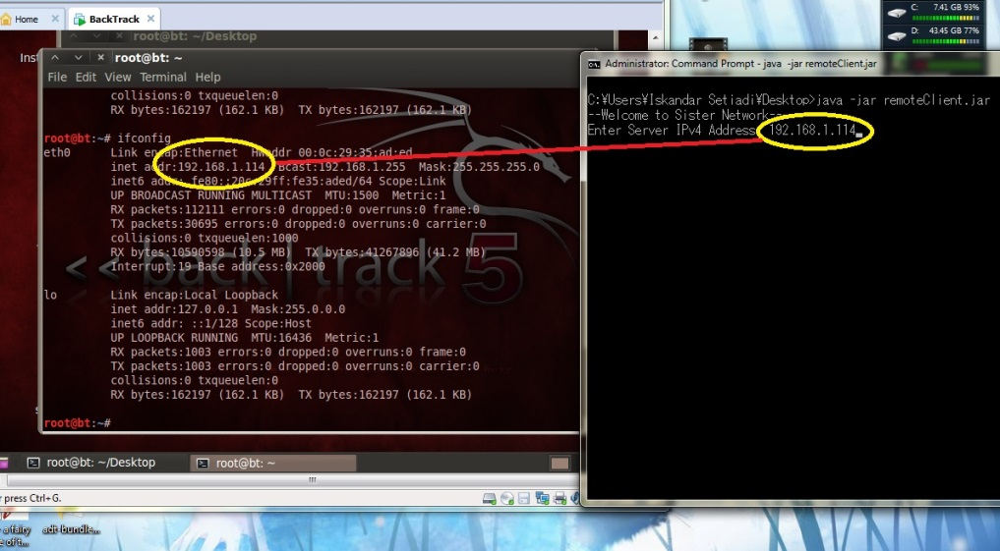 Home
BackTrack
root@bt: ~/Desktop
C: 7.41 GB 93%
D: 43.45 GB 77%
Inst
root@bt: ~
File Edit View Terminal Help
collisions:0 txqueuelen:0
RX bytes:162197 (162.1 KB) TX bytes:162197 (162.1 KB)
root@bt:~# ifconfig
eth0 Link encap:Ethernet HWaddr 00:0c:29:35:ad:ed
inet addr:192.168.1.114 Bcast:192.168.1.255 Mask:255.255.255.0
inet6 addr: fe80::20c:29ff:fe35:aded/64 Scope:Link
UP BROADCAST RUNNING MULTICAST MTU:1500 Metric:1
RX packets:112111 errors:0 dropped:0 overruns:0 frame:0
TX packets:30695 errors:0 dropped:0 overruns:0 carrier:0
collisions:0 txqueuelen:1000
RX bytes:10590598 (10.5 MB) TX bytes:41267896 (41.2 MB)
Interrupt:19 Base address:0x2000
lo Link encap:Local Loopback
inet addr:127.0.0.1 Mask:255.0.0.0
inet6 addr: ::1/128 Scope:Host
UP LOOPBACK RUNNING MTU:16436 Metric:1
RX packets:1003 errors:0 dropped:0 overruns:0 frame:0
TX packets:1003 errors:0 dropped:0 overruns:0 carrier:0
collisions:0 txqueuelen:0
RX bytes:162197 (162.1 KB) TX bytes:162197 (162.1 KB)
root@bt:~#
<< back | track 5
root@bt: ~/Desktop
root@bt: ~
r press Ctrl+G.
a fairy
e of t...
adt-bundle...
Administrator: Command Prompt - java -jar remoteClient.jar
C:¥Users¥Iskandar Setiadi¥Desktop>java -jar remoteClient.jar
--Welcome to Sister Network--
Enter Server IPv4 Address: 192.168.1.114